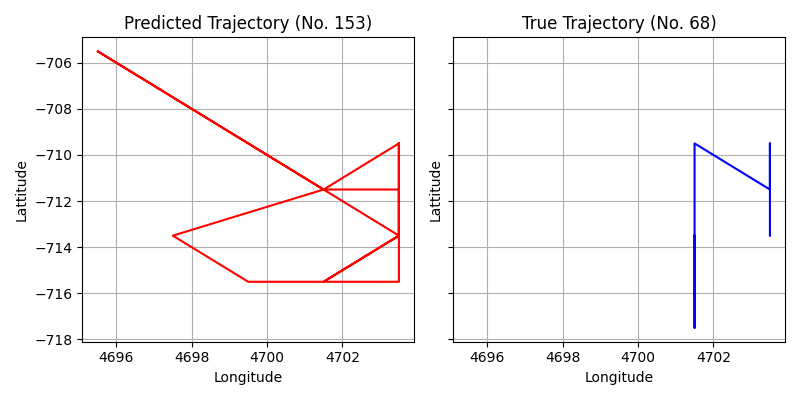 Predicted Trajectory (No. 153)
True Trajectory (No. 68)
Lattitude
−706
−708
−710
−712
−714
−716
−718
4696
4698
4700
4702
Longitude
Lattitude
4696
4698
4700
4702
Longitude